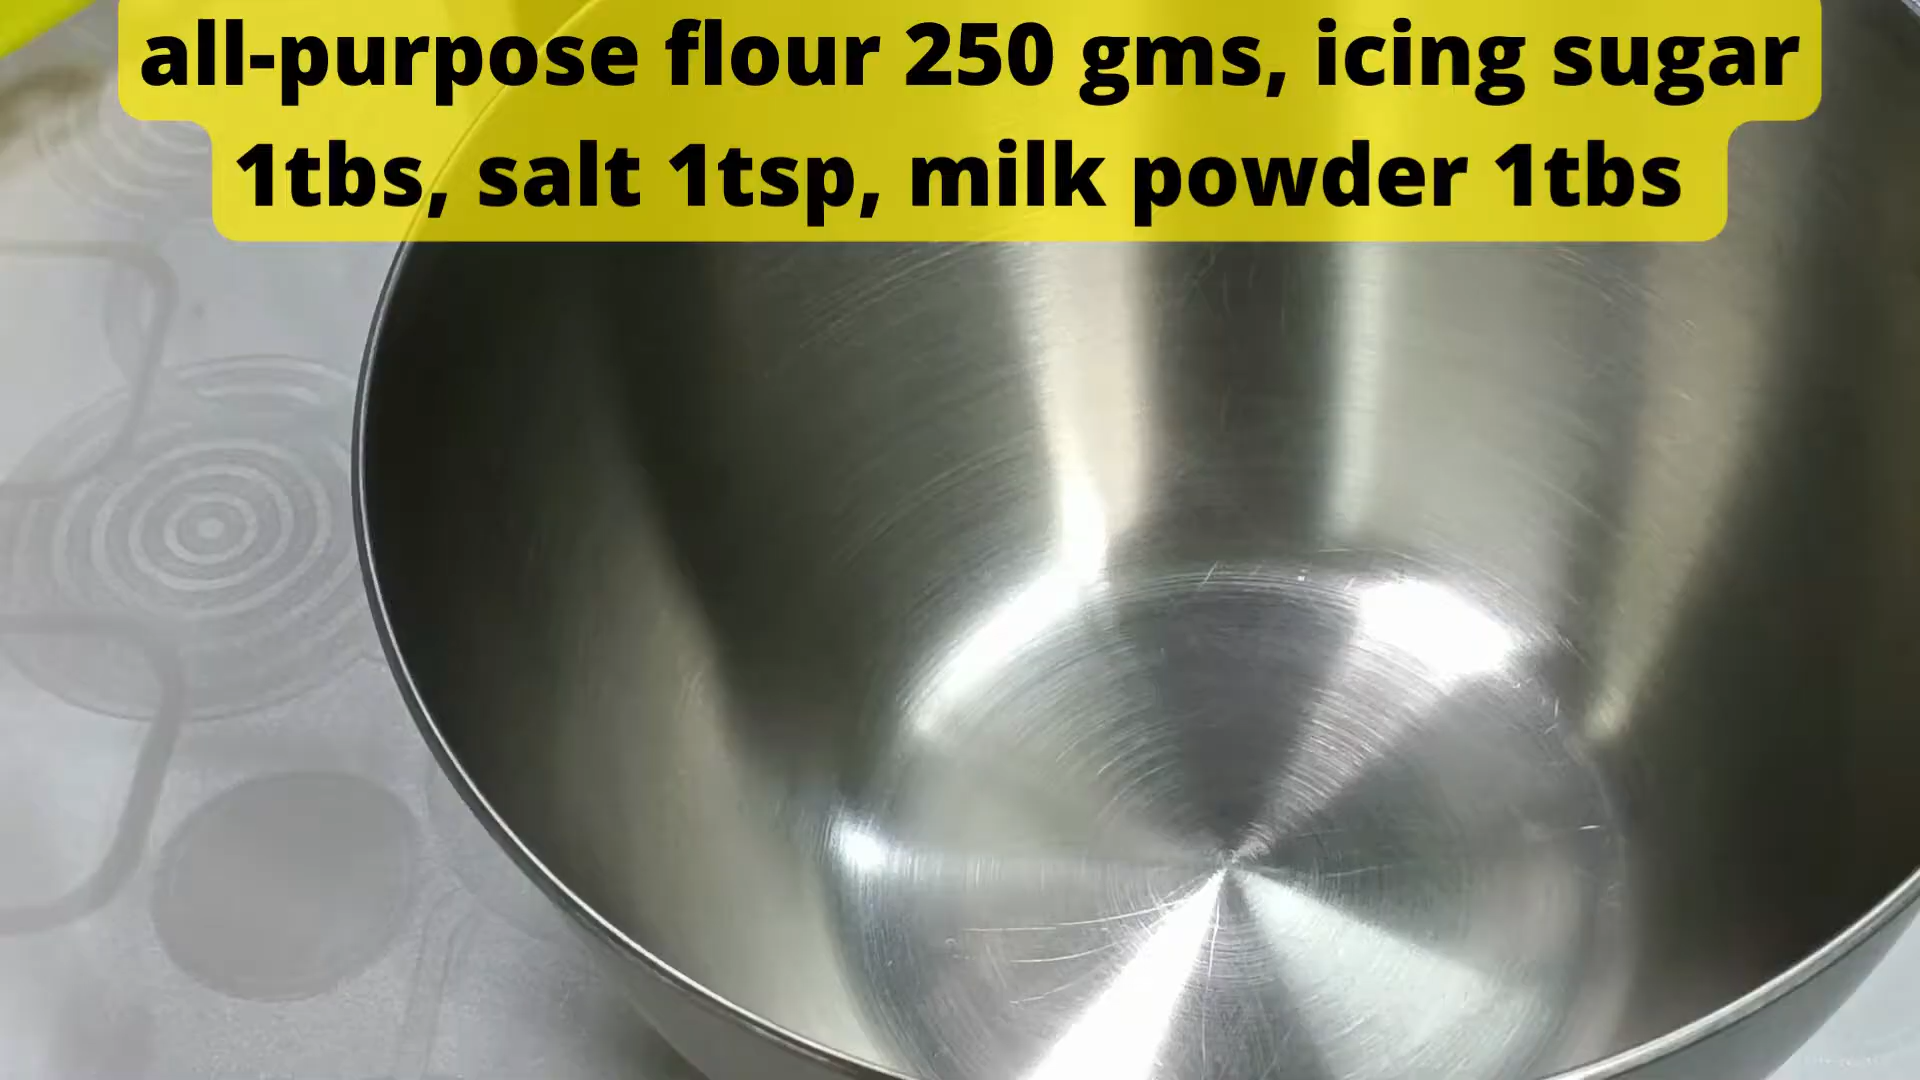 all-purpose flour 250 gms, icing sugar
1tbs, salt 1tsp, milk powder 1tbs